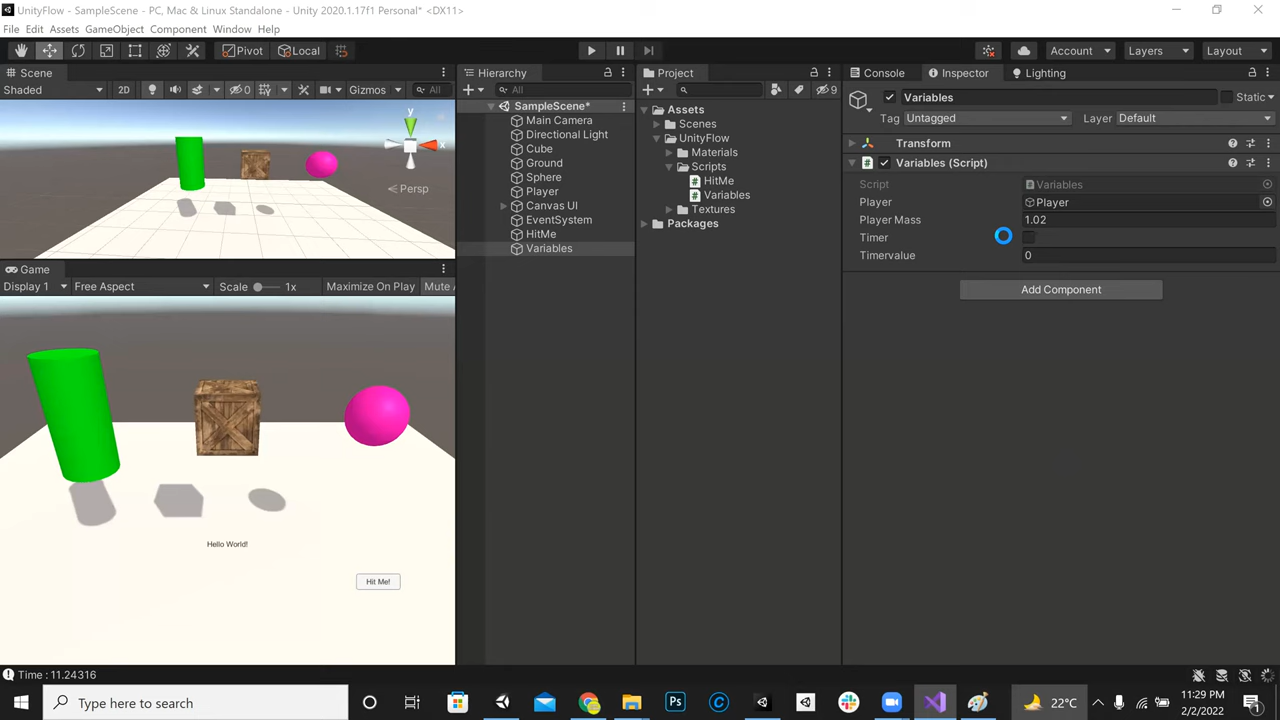 UnityFlow - SampleScene - PC, Mac & Linux Standalone - Unity 2020.1.17f1 Personal* <DX11>
File Edit Assets GameObject Component Window Help
Pivot Local Account Layers Layout
Scene
Shaded 2D 0 Gizmos All
y
x
Persp
Game
Display 1 Free Aspect Scale 1x Maximize On Play Mute A
Hello World!
Hit Me!
Hierarchy
All
SampleScene*
Main Camera
Directional Light
Cube
Ground
Sphere
Player
Canvas UI
EventSystem
HitMe
Variables
Project
9
Assets
Scenes
UnityFlow
Materials
Scripts
HitMe
Variables
Textures
Packages
Console Inspector Lighting
Variables Static
Tag Untagged Layer Default
Transform
Variables (Script)
Script Variables
Player Player
Player Mass 1.02
Timer
Timervalue 0
Add Component
Time : 11.24316
Type here to search
22°C
11:29 PM
2/2/2022
1